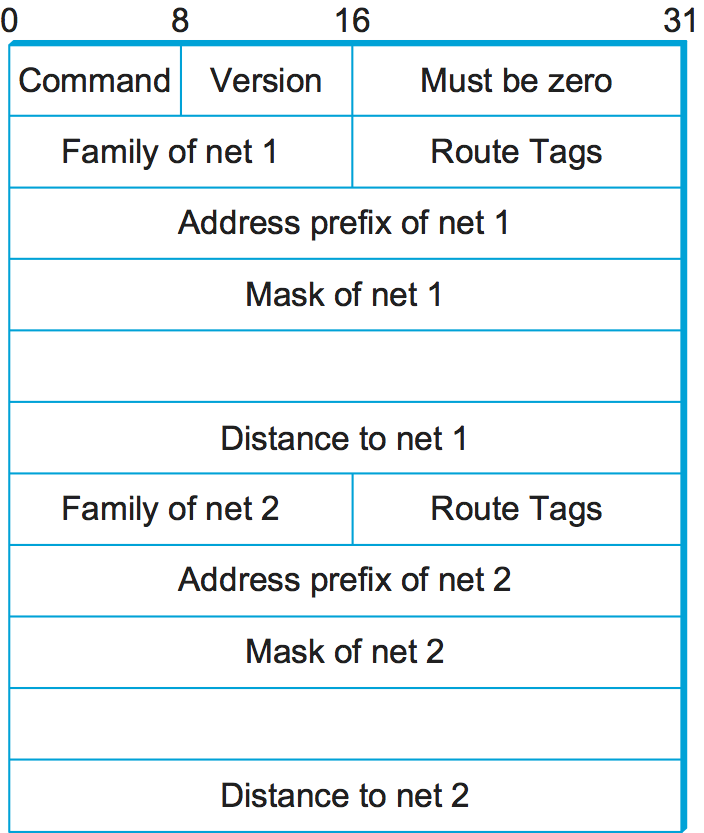 0 8 16 31
Command Version Must be zero
Family of net 1 Route Tags
Address prefix of net 1
Mask of net 1
Distance to net 1
Family of net 2 Route Tags
Address prefix of net 2
Mask of net 2
Distance to net 2